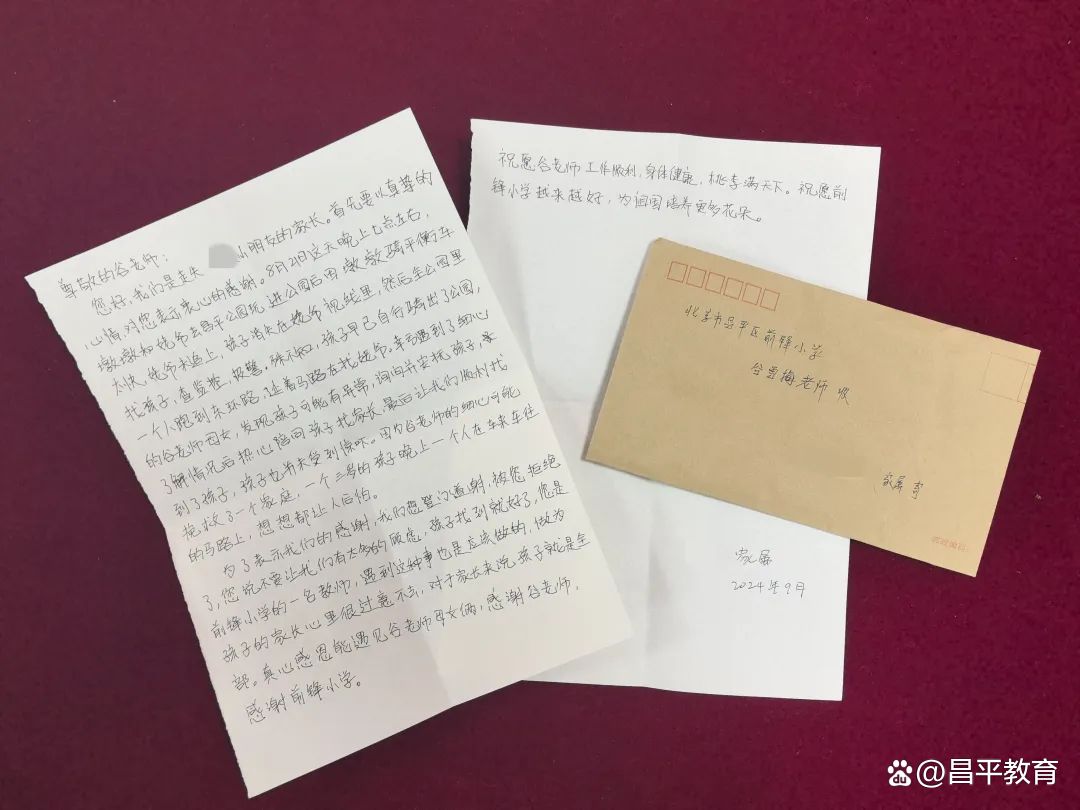 尊敬的谷老师：
您好，我们是走失 小朋友的家长。首先要以真挚的
心情，对您表示衷心的感谢。8月21日这天晚上七点左右，
墩墩和姥爷去昌平公园玩，进公园后因墩墩骑平衡车
太快，姥爷未追上，孩子消失在姥爷视线里，然后在公园里
找孩子，查监控，报警。殊不知，孩子早已自行骑出了公园，
一个人跑到东环路，沿着马路在找姥爷。幸而遇到了细心
的谷老师母女，发现孩子可能有异常，询问并安抚孩子，
了解情况后热心陪同孩子找家长，最后让我们顺利找
到了孩子，孩子也并未受到惊吓。因为谷老师的细心可能
挽救了一个家庭，一个三岁的孩子晚上一个人在车来车往
的马路上，想想都让人后怕。
为了表示我们的感谢，我们想登门道谢，被您拒绝
了，您说不要让我们有太多的顾虑，孩子找到就好了，您是
前锋小学的一名教师，遇到这种事也是应该做的，做为
孩子的家长心里很过意不去，对于家长来说，孩子就是全
部。真心感恩能遇见谷老师母女俩，感谢谷老师，
感谢前锋小学。
祝愿谷老师工作顺利，身体健康，桃李满天下。祝愿前
锋小学越来越好，为祖国培养更多花朵。
家属
2024年9月
北京市昌平区前锋小学
谷雪梅老师 收
家属 寄
邮政编码
@昌平教育